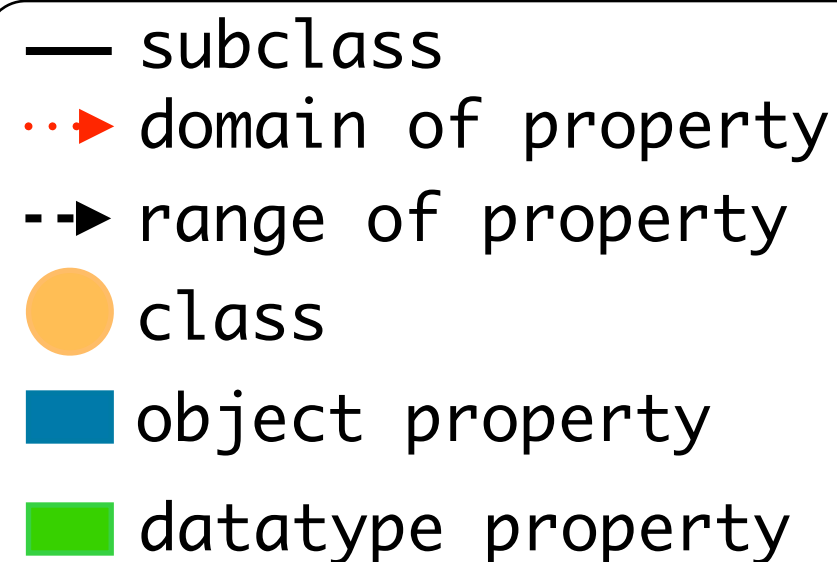 subclass
domain of property
range of property
class
object property
datatype property